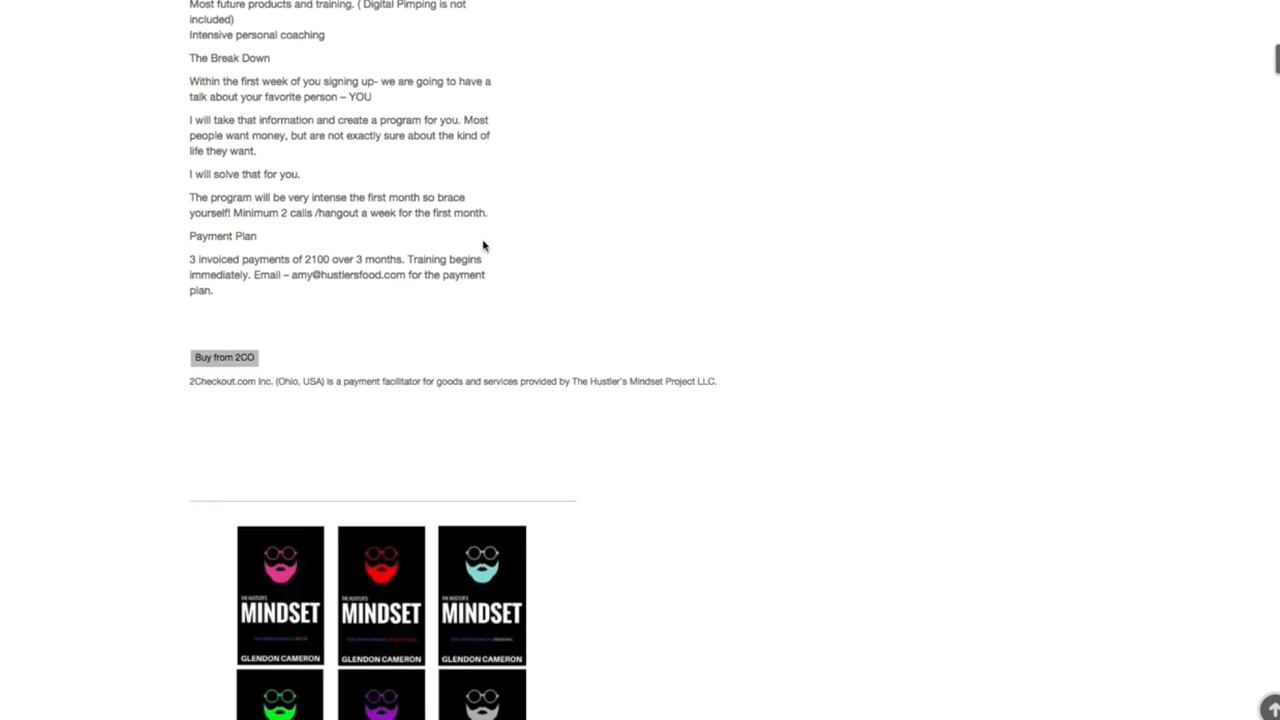 Most future products and training. ( Digital Pimping is not
included)
Intensive personal coaching
The Break Down
Within the first week of you signing up- we are going to have a
talk about your favorite person – YOU
I will take that information and create a program for you. Most
people want money, but are not exactly sure about the kind of
life they want.
I will solve that for you.
The program will be very intense the first month so brace
yourself! Minimum 2 calls /hangout a week for the first month.
Payment Plan
3 invoiced payments of 2100 over 3 months. Training begins
immediately. Email – amy@hustlersfood.com for the payment
plan.
Buy from 2CO
2Checkout.com Inc. (Ohio, USA) is a payment facilitator for goods and services provided by The Hustler's Mindset Project LLC.
THE HUSTLER'S
MINDSET
GLENDON CAMERON
THE HUSTLER'S
MINDSET
GLENDON CAMERON
THE HUSTLER'S
MINDSET
GLENDON CAMERON